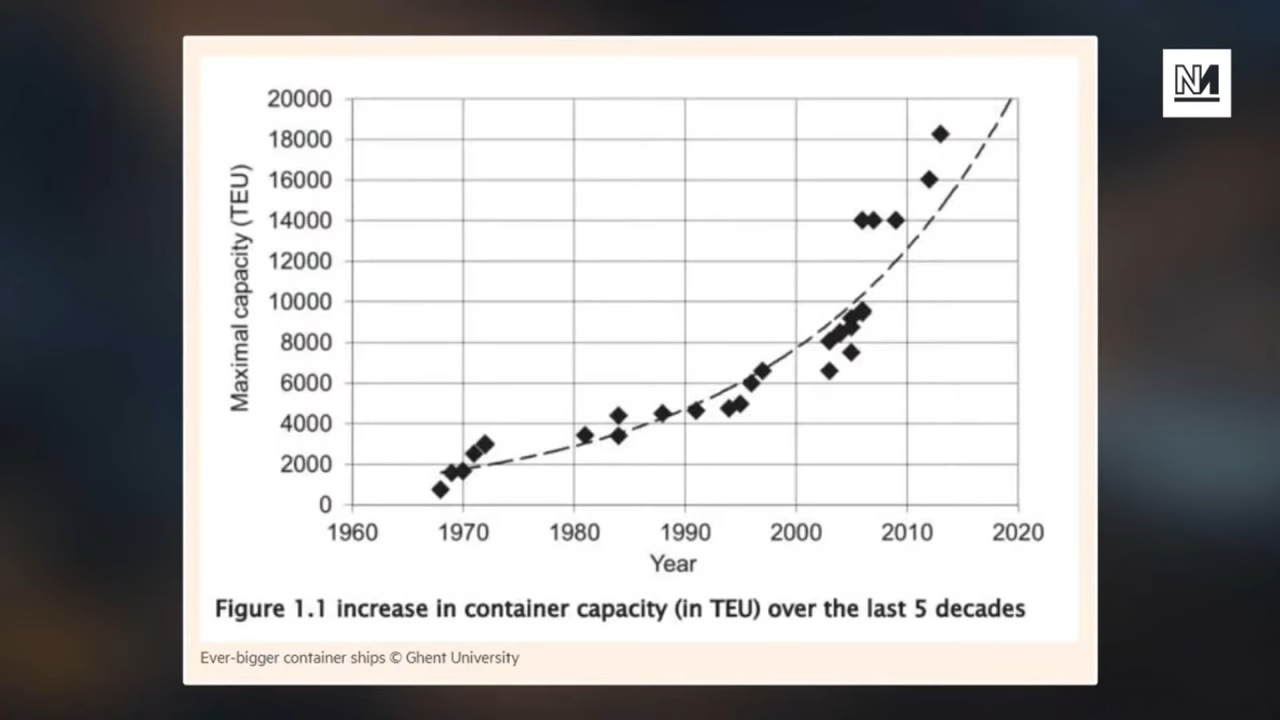 20000
18000
16000
14000
12000
10000
8000
6000
4000
2000
0
Maximal capacity (TEU)
1960 1970 1980 1990 2000 2010 2020
Year
Figure 1.1 increase in container capacity (in TEU) over the last 5 decades
Ever-bigger container ships © Ghent University
NM